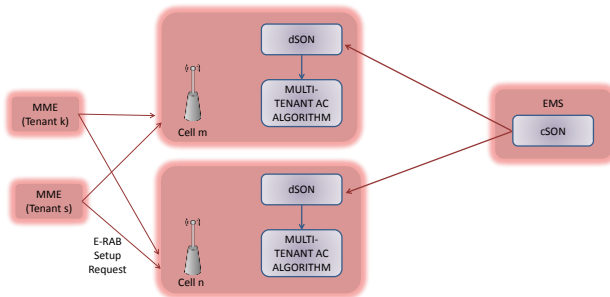 dSON
MULTI-
TENANT AC
ALGORITHM
Cell m
MME
(Tenant k)
EMS
cSON
MME
(Tenant s)
dSON
MULTI-
TENANT AC
ALGORITHM
E-RAB
Setup
Request
Cell n